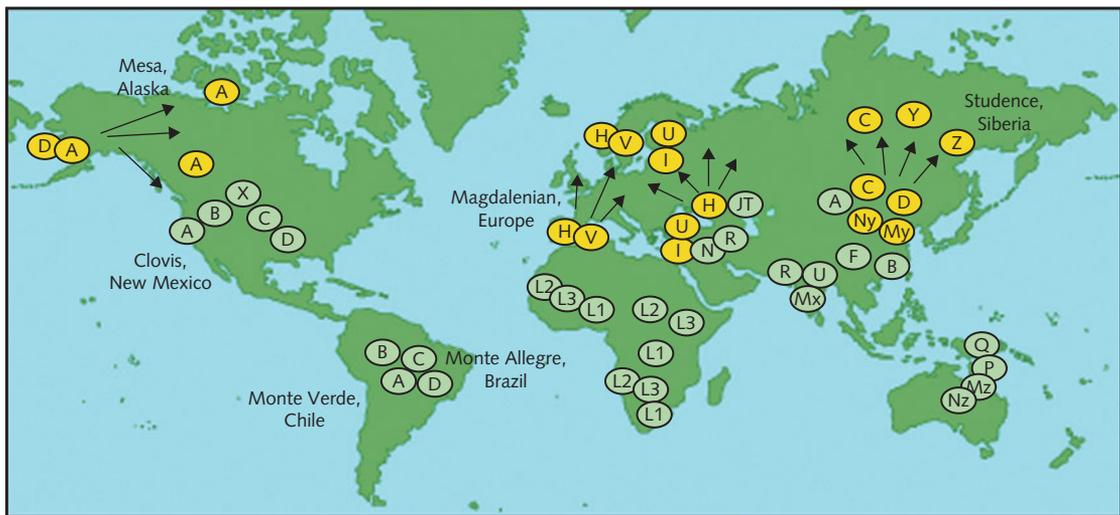 Mesa,
Alaska
A
D A
A
X
B
C
A
D
Clovis,
New Mexico
B
C
A
D
Monte Allegre,
Brazil
Monte Verde,
Chile
Magdalenian,
Europe
H
V
U
I
H
V
H
JT
U
I
N
R
L2
L3
L1
L2
L3
L1
L2
L3
L1
Studence,
Siberia
C
Y
Z
C
A
D
Ny
My
F
B
R
U
Mx
Q
P
Mz
Nz